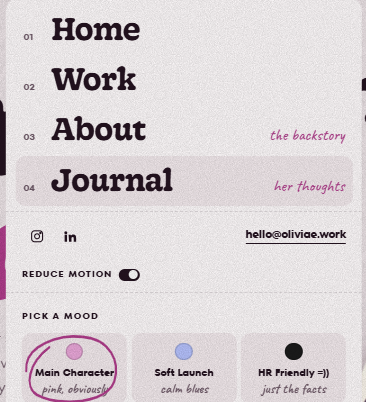 01 Home
02 Work
03 About the backstory
04 Journal her thoughts
hello@oliviae.work
REDUCE MOTION
PICK A MOOD
Main Character Soft Launch HR Friendly =))
pink, obviously calm blues just the facts